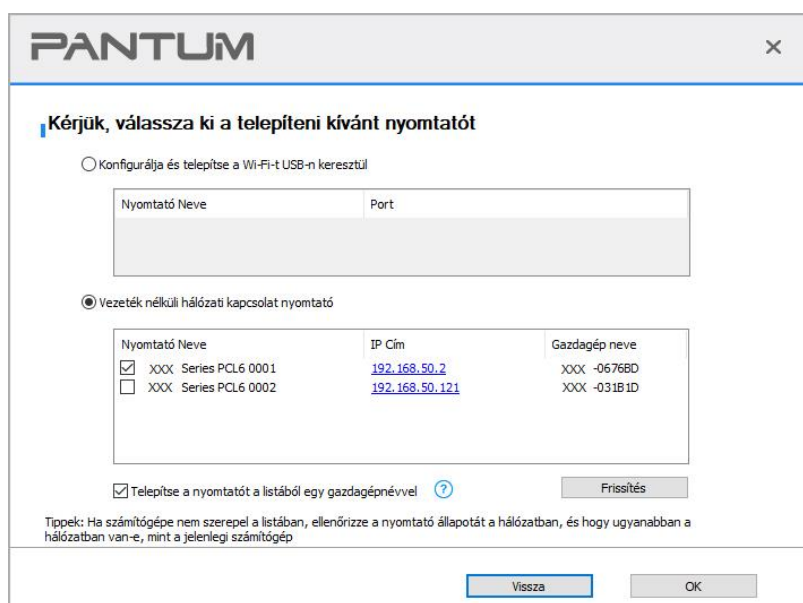 PANTUM
Kérjük, válassza ki a telepíteni kívánt nyomtatót
Konfigurálja és telepítse a Wi-Fi-t USB-n keresztül
Nyomtató Neve Port
Vezeték nélküli hálózati kapcsolat nyomtató
Nyomtató Neve IP Cím Gazdagép neve
XXX Series PCL6 0001 192.168.50.2 XXX -0676BD
XXX Series PCL6 0002 192.168.50.121 XXX -031B1D
Telepítse a nyomtatót a listából egy gazdagépnévvel ? Frissítés
Tippek: Ha számítógépe nem szerepel a listában, ellenőrizze a nyomtató állapotát a hálózatban, és hogy ugyanabban a
hálózatban van-e, mint a jelenlegi számítógép
Vissza OK